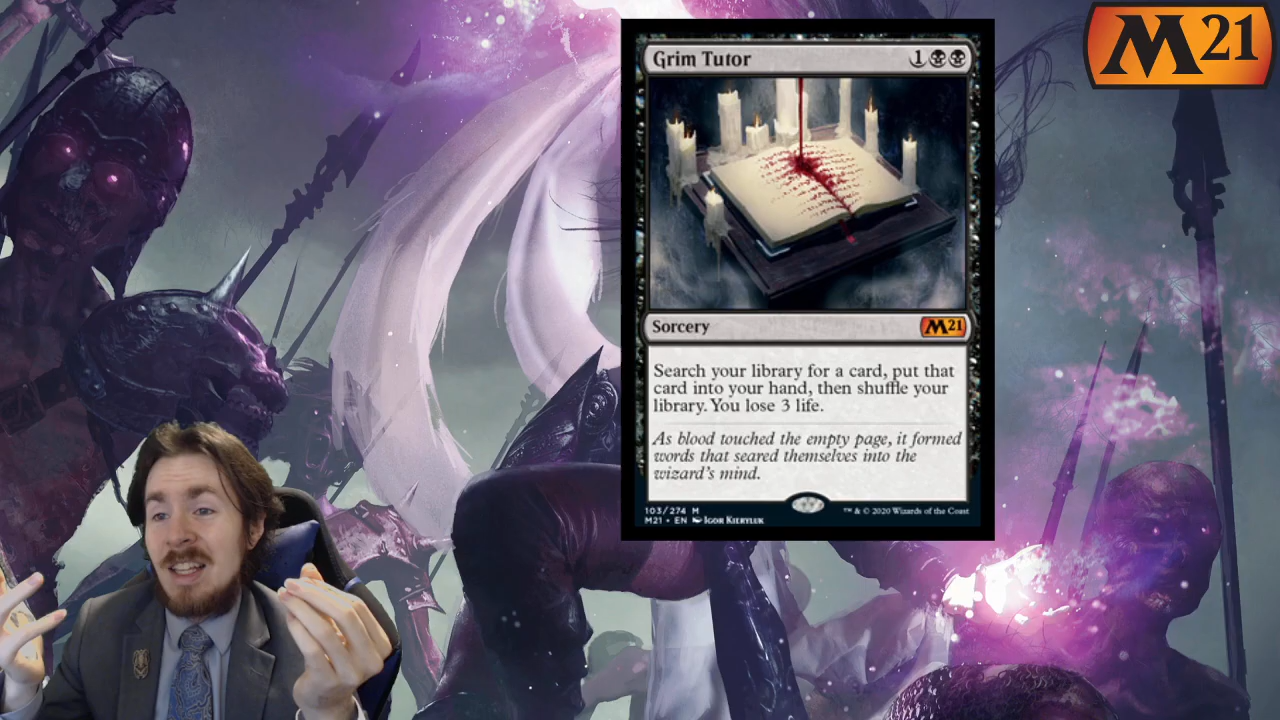 M21
Grim Tutor 1
Sorcery
M21
Search your library for a card, put that
card into your hand, then shuffle your
library. You lose 3 life.
As blood touched the empty page, it formed
words that seared themselves into the
wizard's mind.
103/274 M
M21 • EN Igor Kieryluk
™ & © 2020 Wizards of the Coast